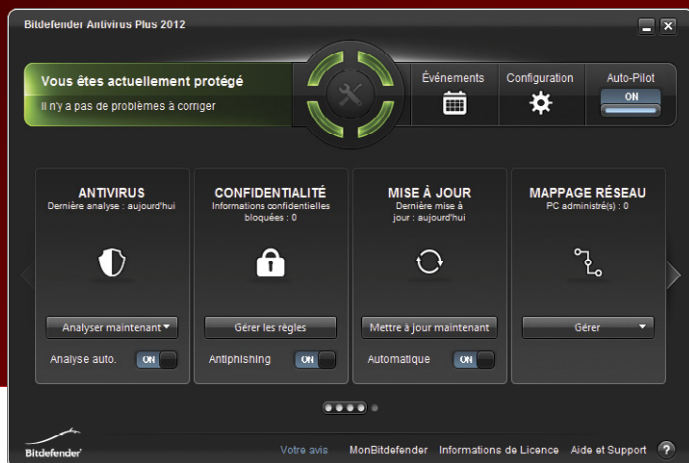 Bitdefender Antivirus Plus 2012
Vous êtes actuellement protégé
Il n'y a pas de problèmes à corriger
Événements
Configuration
Auto-Pilot
ON
ANTIVIRUS
Dernière analyse : aujourd'hui
Analyser maintenant
Analyse auto.
ON
CONFIDENTIALITÉ
Informations confidentielles
bloquées : 0
Gérer les règles
Antiphishing
ON
MISE À JOUR
Dernière mise à
jour : aujourd'hui
Mettre à jour maintenant
Automatique
ON
MAPPAGE RÉSEAU
PC administré(s) : 0
Gérer
Bitdefender
Votre avis
MonBitdefender
Informations de Licence
Aide et Support
?